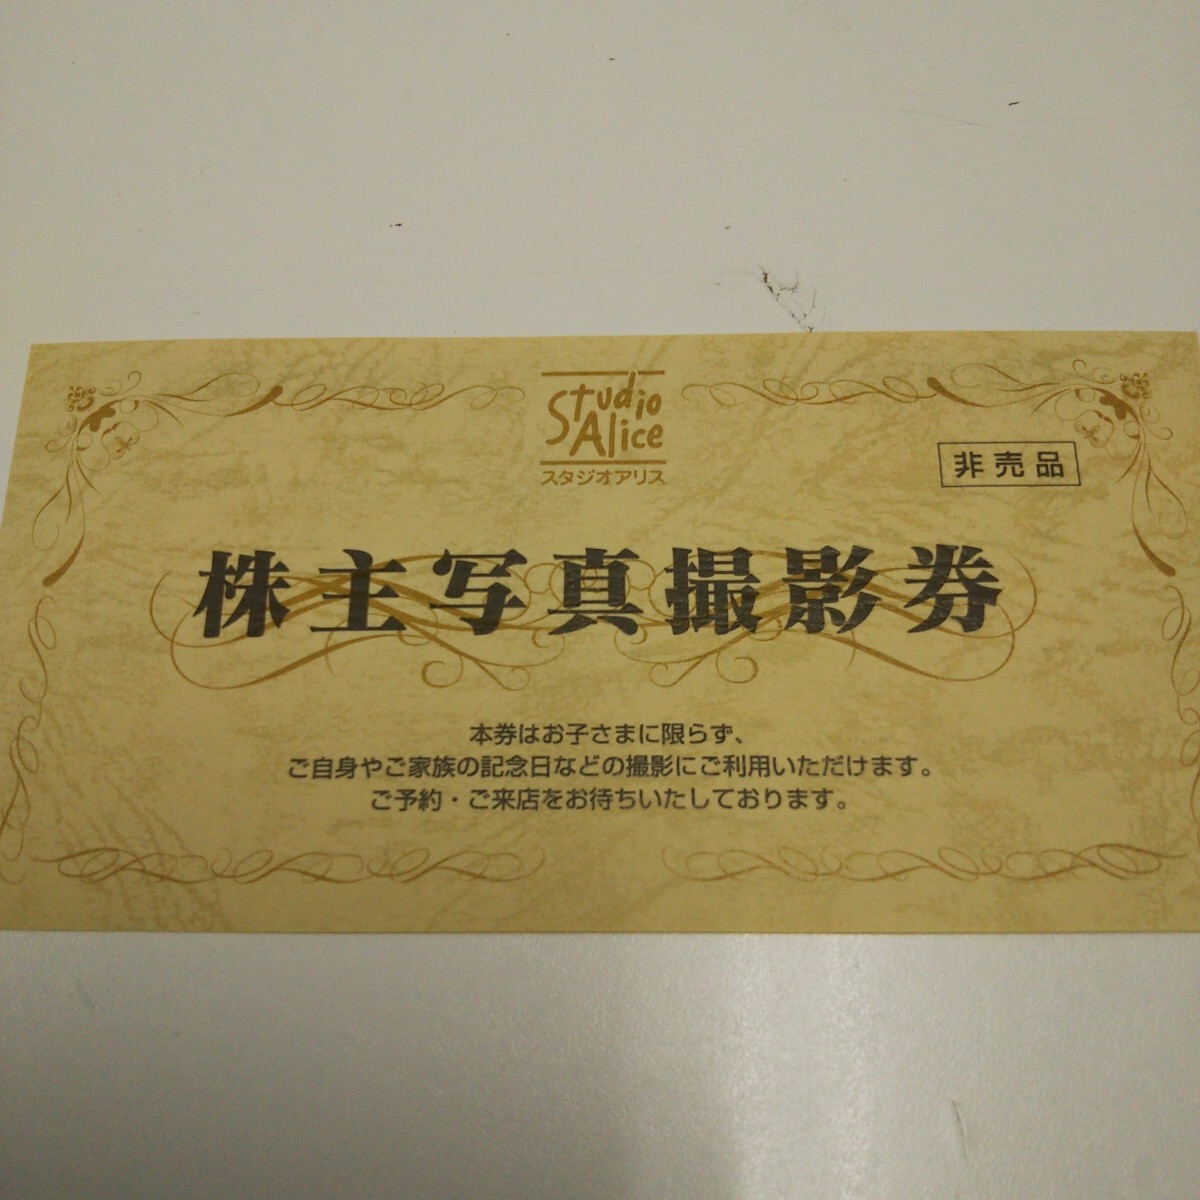 Studio
Alice
スタジオアリス
非売品
株主写真撮影券
本券はお子さまに限らず、
ご自身やご家族の記念日などの撮影にご利用いただけます。
ご予約・ご来店をお待ちいたしております。